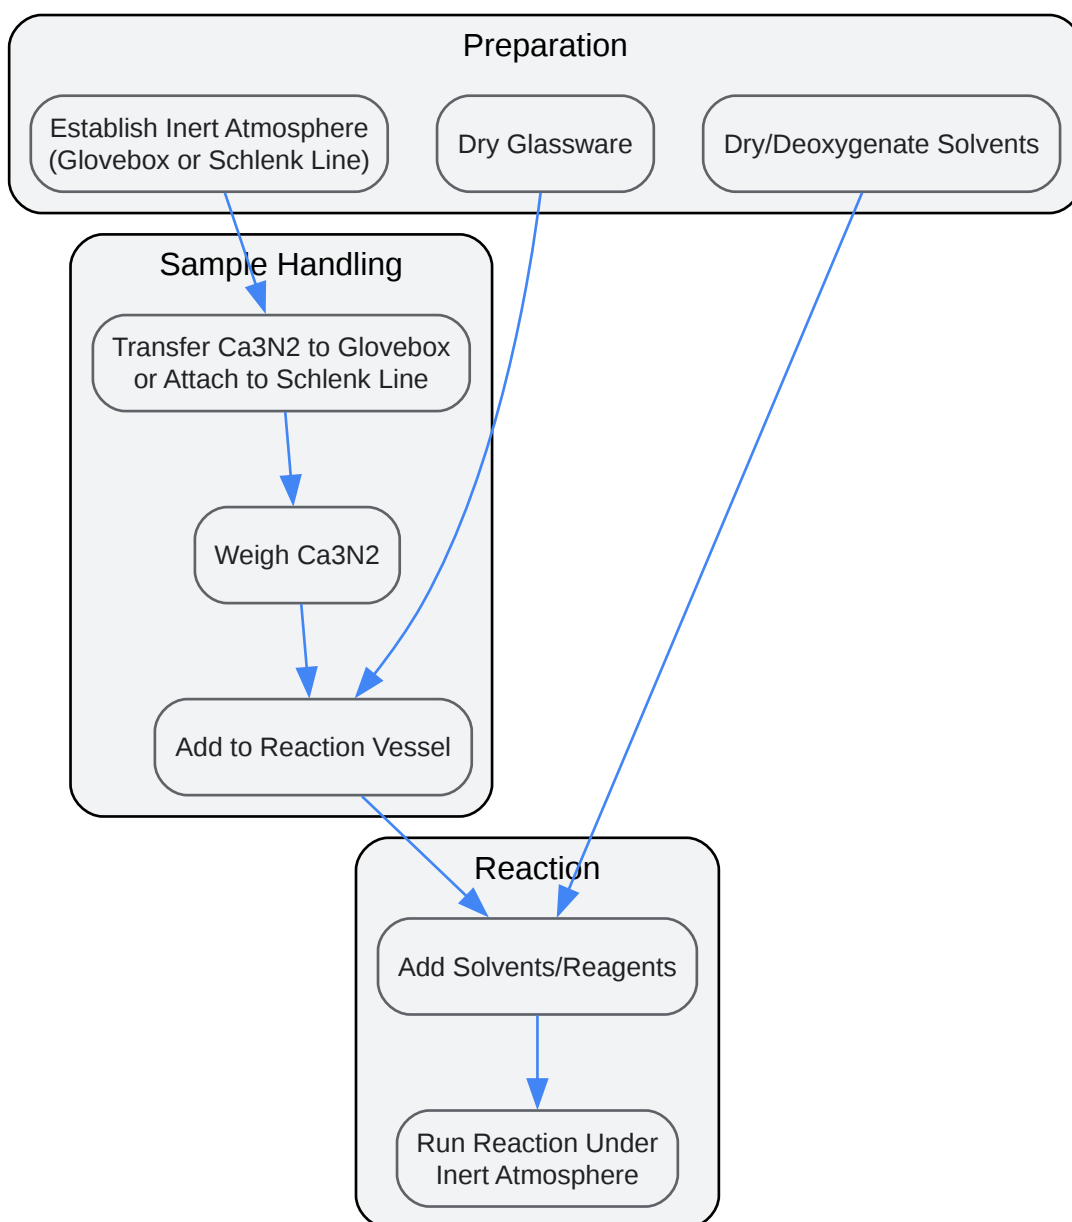 Preparation
Establish Inert Atmosphere
(Glovebox or Schlenk Line)
Dry Glassware
Dry/Deoxygenate Solvents
Sample Handling
Transfer Ca3N2 to Glovebox
or Attach to Schlenk Line
Weigh Ca3N2
Add to Reaction Vessel
Reaction
Add Solvents/Reagents
Run Reaction Under
Inert Atmosphere